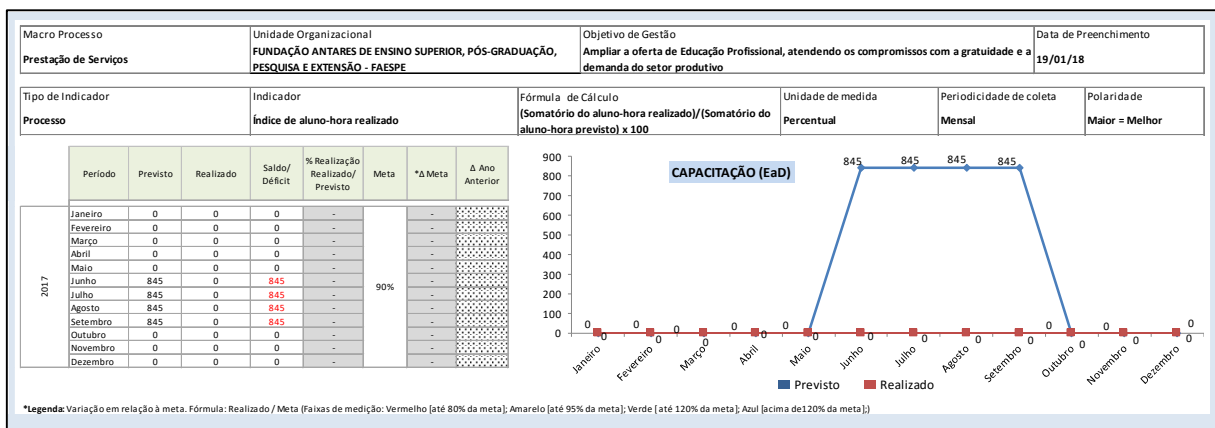 Macro Processo
Prestação de Serviços
Unidade Organizacional
FUNDAÇÃO ANTARES DE ENSINO SUPERIOR, PÓS-GRADUAÇÃO,
PESQUISA E EXTENSÃO - FAESPE
Objetivo de Gestão
Ampliar a oferta de Educação Profissional, atendendo os compromissos com a gratuidade e a
demanda do setor produtivo
Data de Preenchimento
19/01/18
Tipo de Indicador
Processo
Indicador
Índice de aluno-hora realizado
Fórmula de Cálculo
(Somatório do aluno-hora realizado)/(Somatório do
aluno-hora previsto) x 100
Unidade de medida
Percentual
Periodicidade de coleta
Mensal
Polaridade
Maior = Melhor
Período Previsto Realizado Saldo/ Déficit % Realização Realizado/ Previsto Meta *Δ Meta Δ Ano Anterior
2017
90%
Janeiro 0 0 0 - -
Fevereiro 0 0 0 - -
Março 0 0 0 - -
Abril 0 0 0 - -
Maio 0 0 0 - -
Junho 845 0 845 - -
Julho 845 0 845 - -
Agosto 845 0 845 - -
Setembro 845 0 845 - -
Outubro 0 0 0 - -
Novembro 0 0 0 - -
Dezembro 0 0 0 - -
CAPACITAÇÃO (EaD)
900
800
700
600
500
400
300
200
100
0
845 845 845 845
0 0 0 0 0 0 0 0
0 0 0 0 0 0 0 0 0 0 0 0
Janeiro Fevereiro Março Abril Maio Junho Julho Agosto Setembro Outubro Novembro Dezembro
Previsto Realizado
*Legenda: Variação em relação à meta. Fórmula: Realizado / Meta (Faixas de medição: Vermelho [até 80% da meta]; Amarelo [até 95% da meta]; Verde [até 120% da meta]; Azul [acima de120% da meta];)